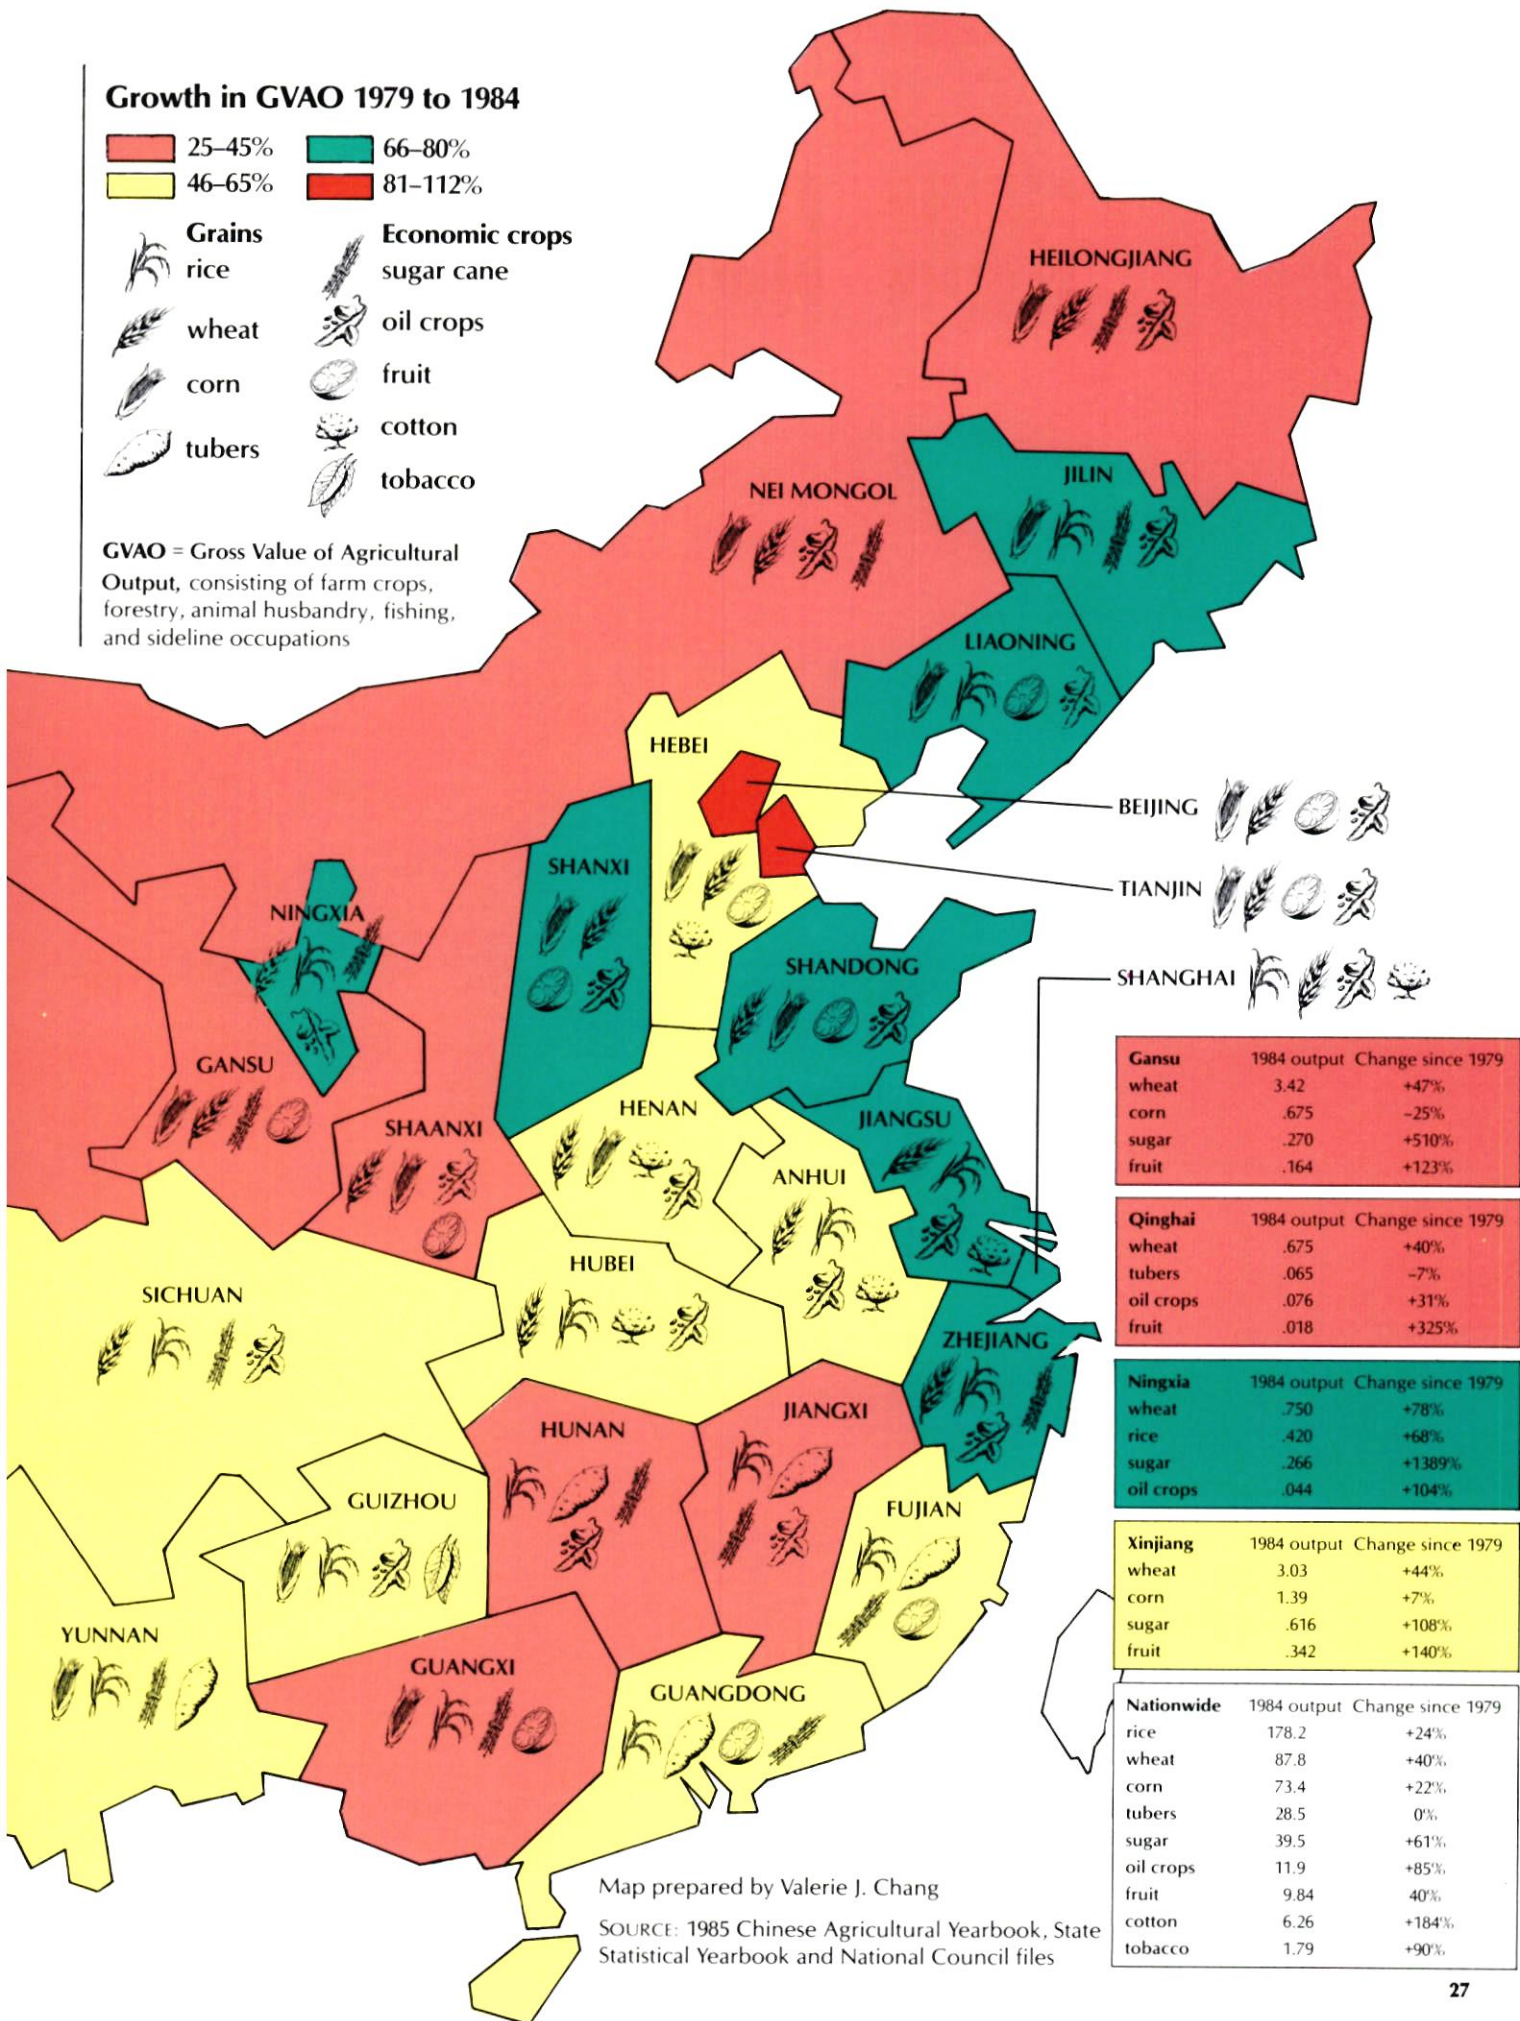 Growth in GVAO 1979 to 1984
25–45%
66–80%
46–65%
81–112%
Grains
rice
wheat
corn
tubers
Economic crops
sugar cane
oil crops
fruit
cotton
tobacco
GVAO = Gross Value of Agricultural
Output, consisting of farm crops,
forestry, animal husbandry, fishing,
and sideline occupations
HEILONGJIANG
JILIN
NEI MONGOL
LIAONING
HEBEI
BEIJING
TIANJIN
SHANXI
NINGXIA
SHANDONG
SHANGHAI
GANSU
SHAANXI
HENAN
JIANGSU
ANHUI
HUBEI
SICHUAN
ZHEJIANG
HUNAN
JIANGXI
GUIZHOU
FUJIAN
YUNNAN
GUANGXI
GUANGDONG
Gansu 1984 output Change since 1979
wheat 3.42 +47%
corn .675 –25%
sugar .270 +510%
fruit .164 +123%
Qinghai 1984 output Change since 1979
wheat .675 +40%
tubers .065 –7%
oil crops .076 +31%
fruit .018 +325%
Ningxia 1984 output Change since 1979
wheat .750 +78%
rice .420 +68%
sugar .266 +1389%
oil crops .044 +104%
Xinjiang 1984 output Change since 1979
wheat 3.03 +44%
corn 1.39 +7%
sugar .616 +108%
fruit .342 +140%
Nationwide 1984 output Change since 1979
rice 178.2 +24%
wheat 87.8 +40%
corn 73.4 +22%
tubers 28.5 0%
sugar 39.5 +61%
oil crops 11.9 +85%
fruit 9.84 40%
cotton 6.26 +184%
tobacco 1.79 +90%
Map prepared by Valerie J. Chang
SOURCE: 1985 Chinese Agricultural Yearbook, State
Statistical Yearbook and National Council files
27